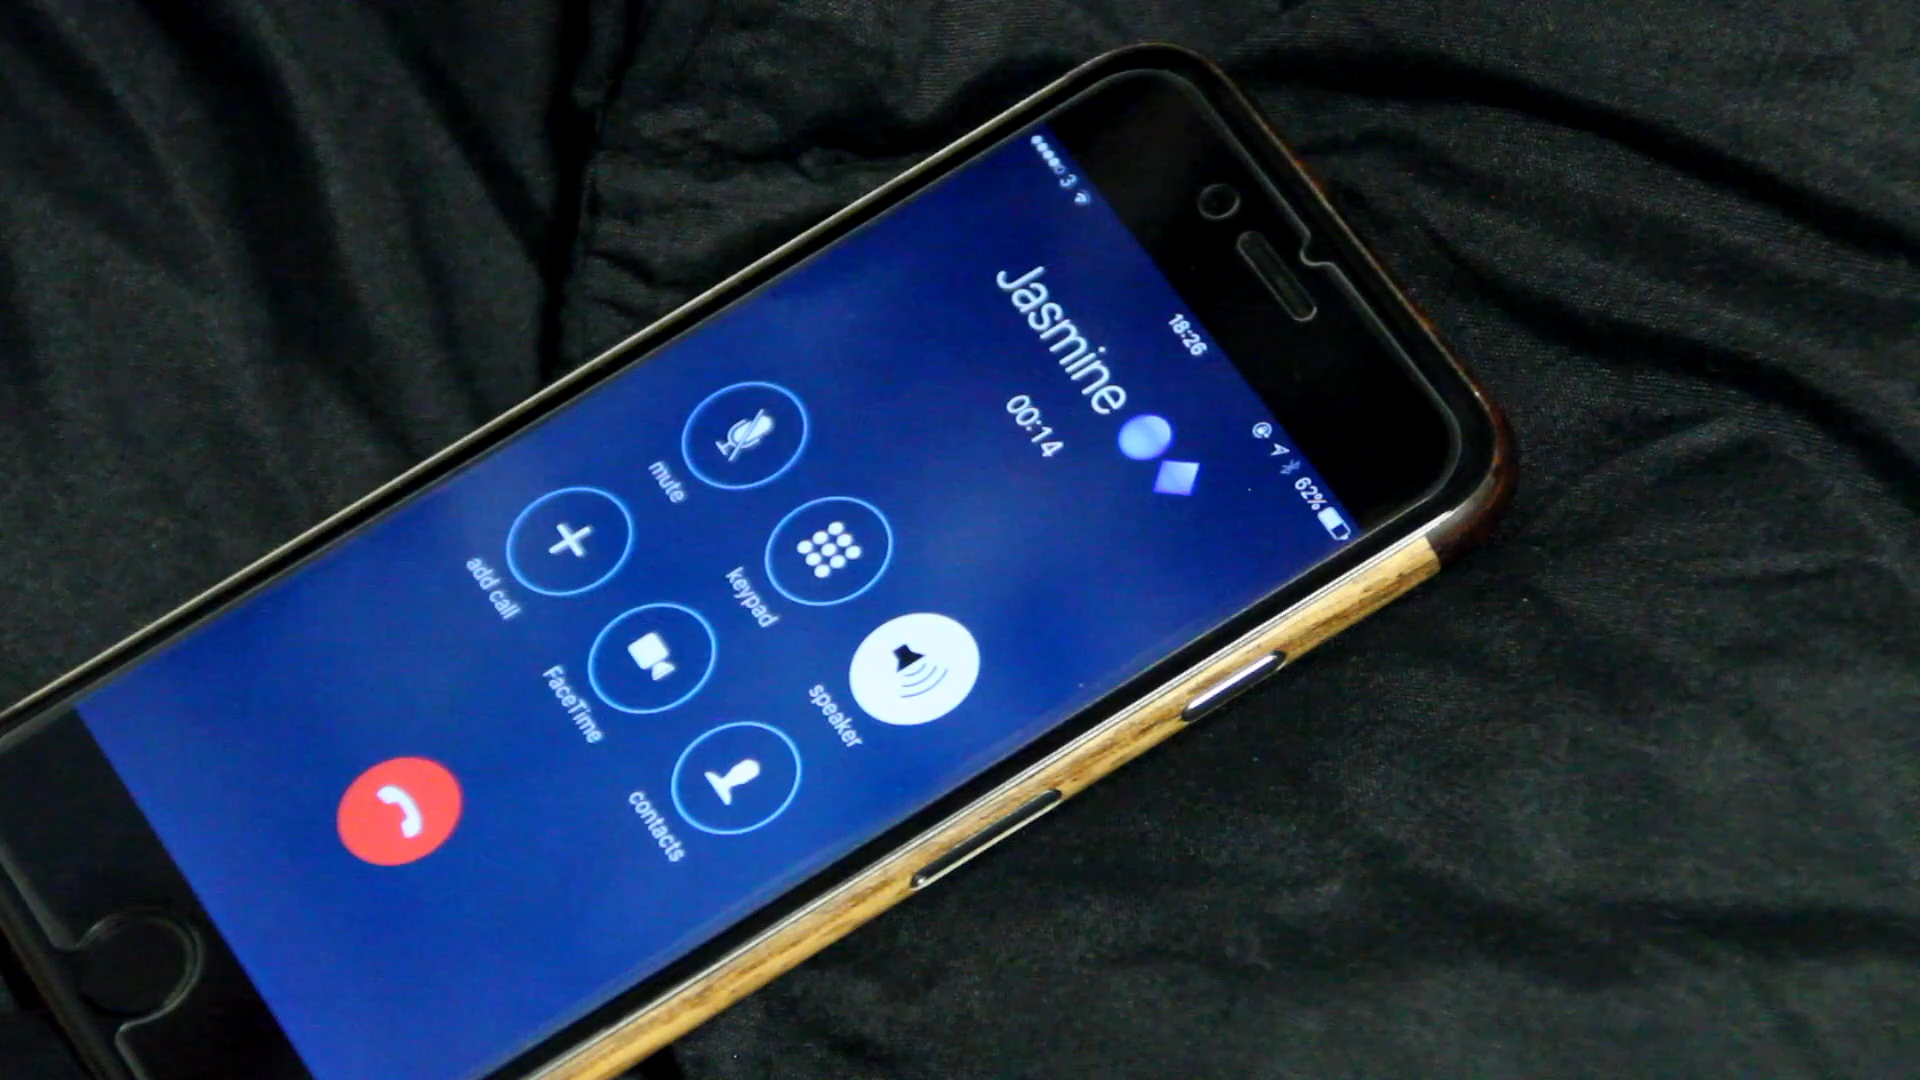 3 18:26 62%
Jasmine
00:14
mute keypad speaker
add call FaceTime contacts